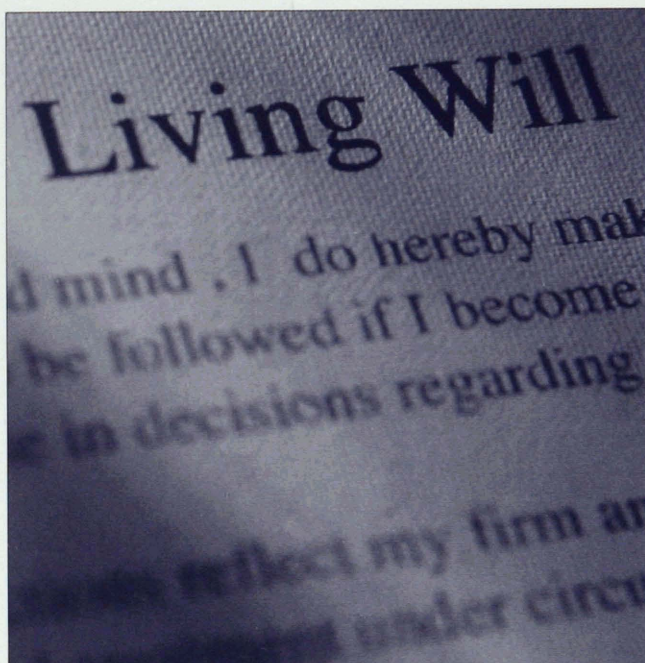 Living Will
d mind , I do hereby mak
be followed if I become
e in decisions regarding
reflect my firm an
under circu